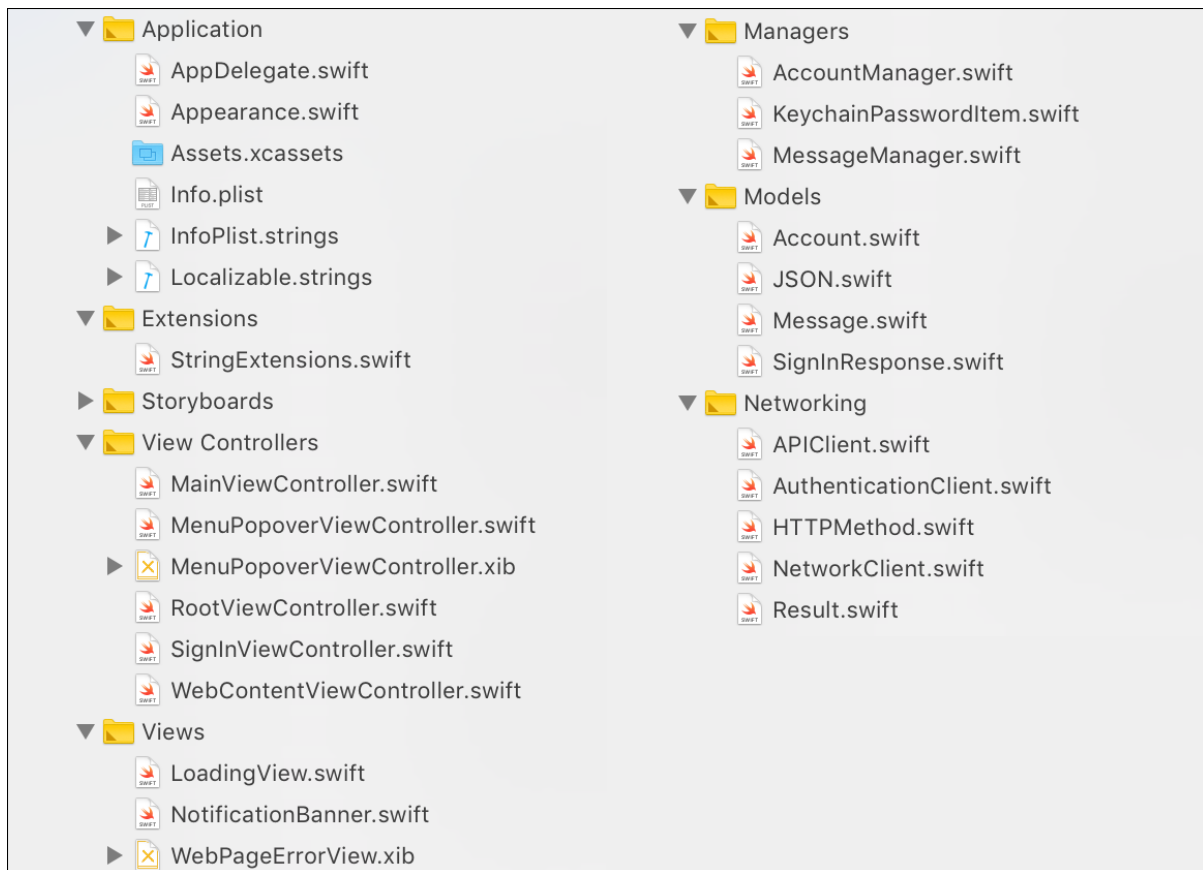 Application
AppDelegate.swift
Appearance.swift
Assets.xcassets
Info.plist
InfoPlist.strings
Localizable.strings
Extensions
StringExtensions.swift
Storyboards
View Controllers
MainViewController.swift
MenuPopoverViewController.swift
MenuPopoverViewController.xib
RootViewController.swift
SignInViewController.swift
WebContentViewController.swift
Views
LoadingView.swift
NotificationBanner.swift
WebPageErrorView.xib
Managers
AccountManager.swift
KeychainPasswordItem.swift
MessageManager.swift
Models
Account.swift
JSON.swift
Message.swift
SignInResponse.swift
Networking
APIClient.swift
AuthenticationClient.swift
HTTPMethod.swift
NetworkClient.swift
Result.swift